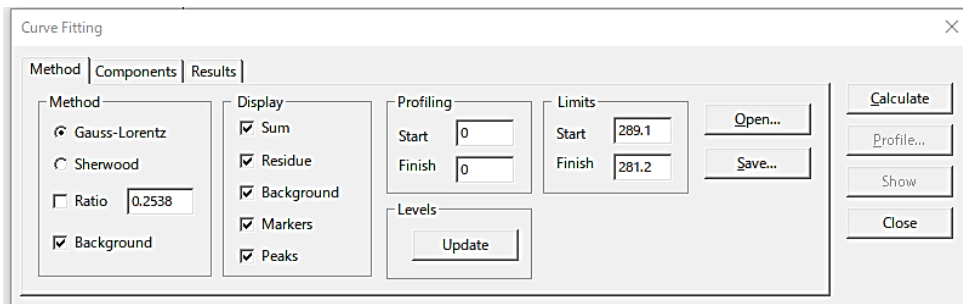 Curve Fitting
Method Components Results
Method
Gauss-Lorentz
Sherwood
Ratio 0.2538
Background
Display
Sum
Residue
Background
Markers
Peaks
Profiling
Start 0
Finish 0
Levels
Update
Limits
Start 289.1
Finish 281.2
Open...
Save...
Calculate
Profile...
Show
Close